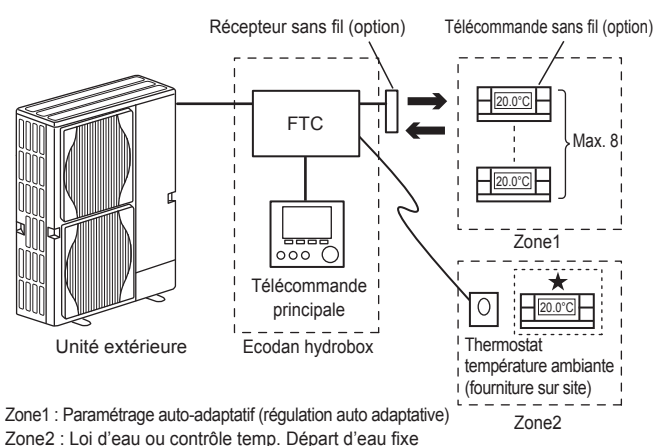 Récepteur sans fil (option)
Télécommande sans fil (option)
FTC
20.0°C
Max. 8
20.0°C
Zone1
Télécommande
principale
20.0°C
Unité extérieure
Ecodan hydrobox
Thermostat
température ambiante
(fourniture sur site)
Zone2
Zone1 : Paramétrage auto-adaptatif (régulation auto adaptative)
Zone2 : Loi d'eau ou contrôle temp. Départ d'eau fixe